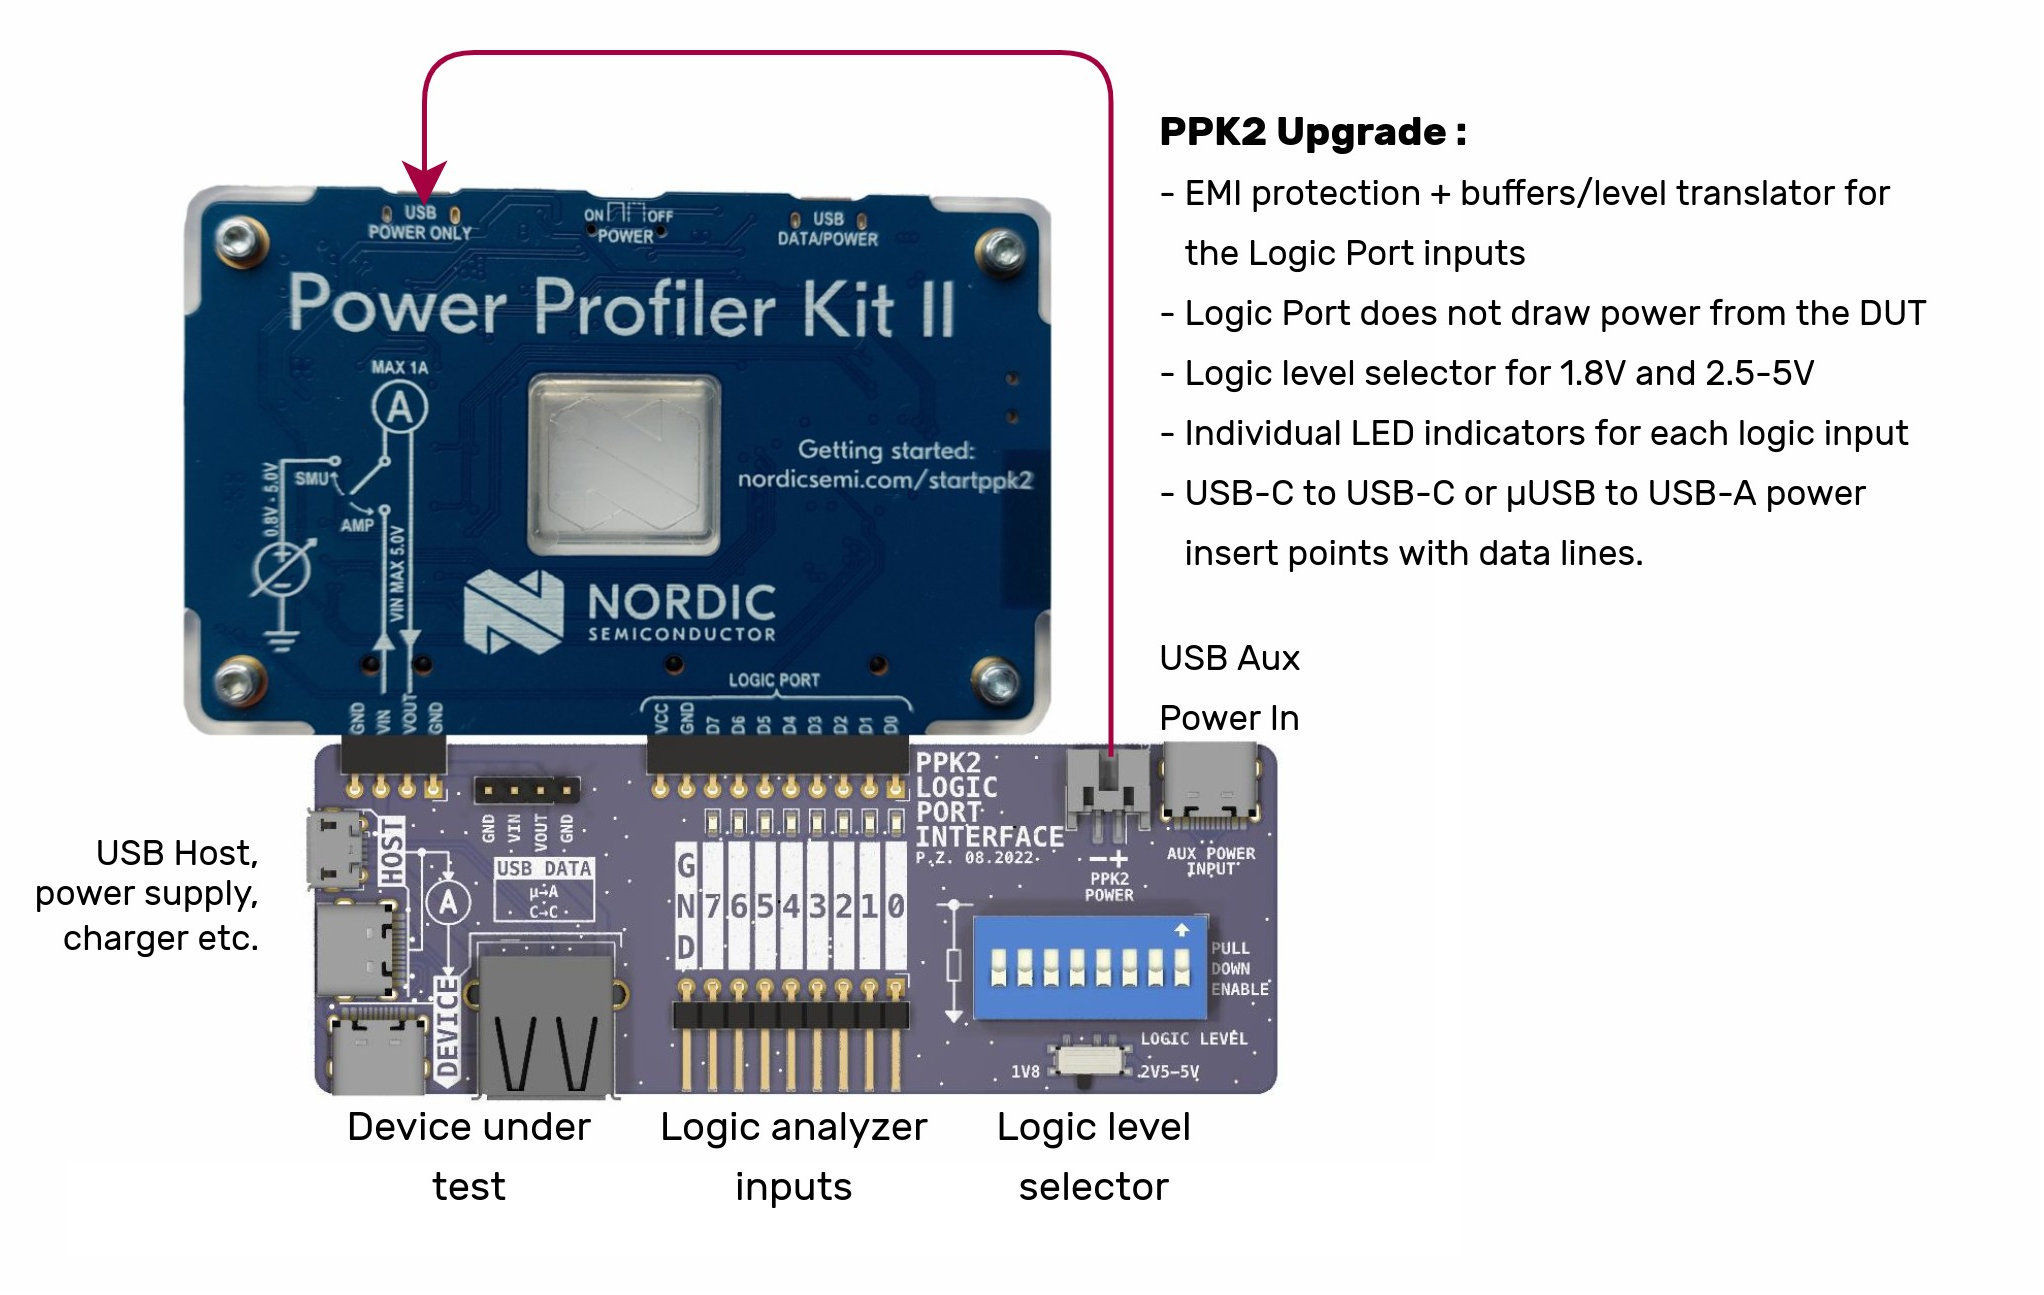 PPK2 Upgrade :
- EMI protection + buffers/level translator for
the Logic Port inputs
- Logic Port does not draw power from the DUT
- Logic level selector for 1.8V and 2.5-5V
- Individual LED indicators for each logic input
- USB-C to USB-C or µUSB to USB-A power
insert points with data lines.
USB
POWER ONLY
ON OFF
POWER
USB
DATA/POWER
Power Profiler Kit II
MAX 1A
A
Getting started:
nordicsemi.com/startppk2
SMU
0.8V - 5.0V
AMP
VIN MAX 5.0V
NORDIC
SEMICONDUCTOR
LOGIC PORT
GND
VIN
VOUT
GND
VCC
GND
D7
D6
D5
D4
D3
D2
D1
D0
USB Aux
Power In
PPK2
LOGIC
PORT
INTERFACE
P.Z. 08.2022
GND
VIN
VOUT
GND
HOST
A
USB DATA
µ→A
C→C
DEVICE
GND
7 6 5 4 3 2 1 0
- +
PPK2
POWER
AUX POWER
INPUT
PULL
DOWN
ENABLE
LOGIC LEVEL
1V8
2V5-5V
USB Host,
power supply,
charger etc.
Device under
test
Logic analyzer
inputs
Logic level
selector